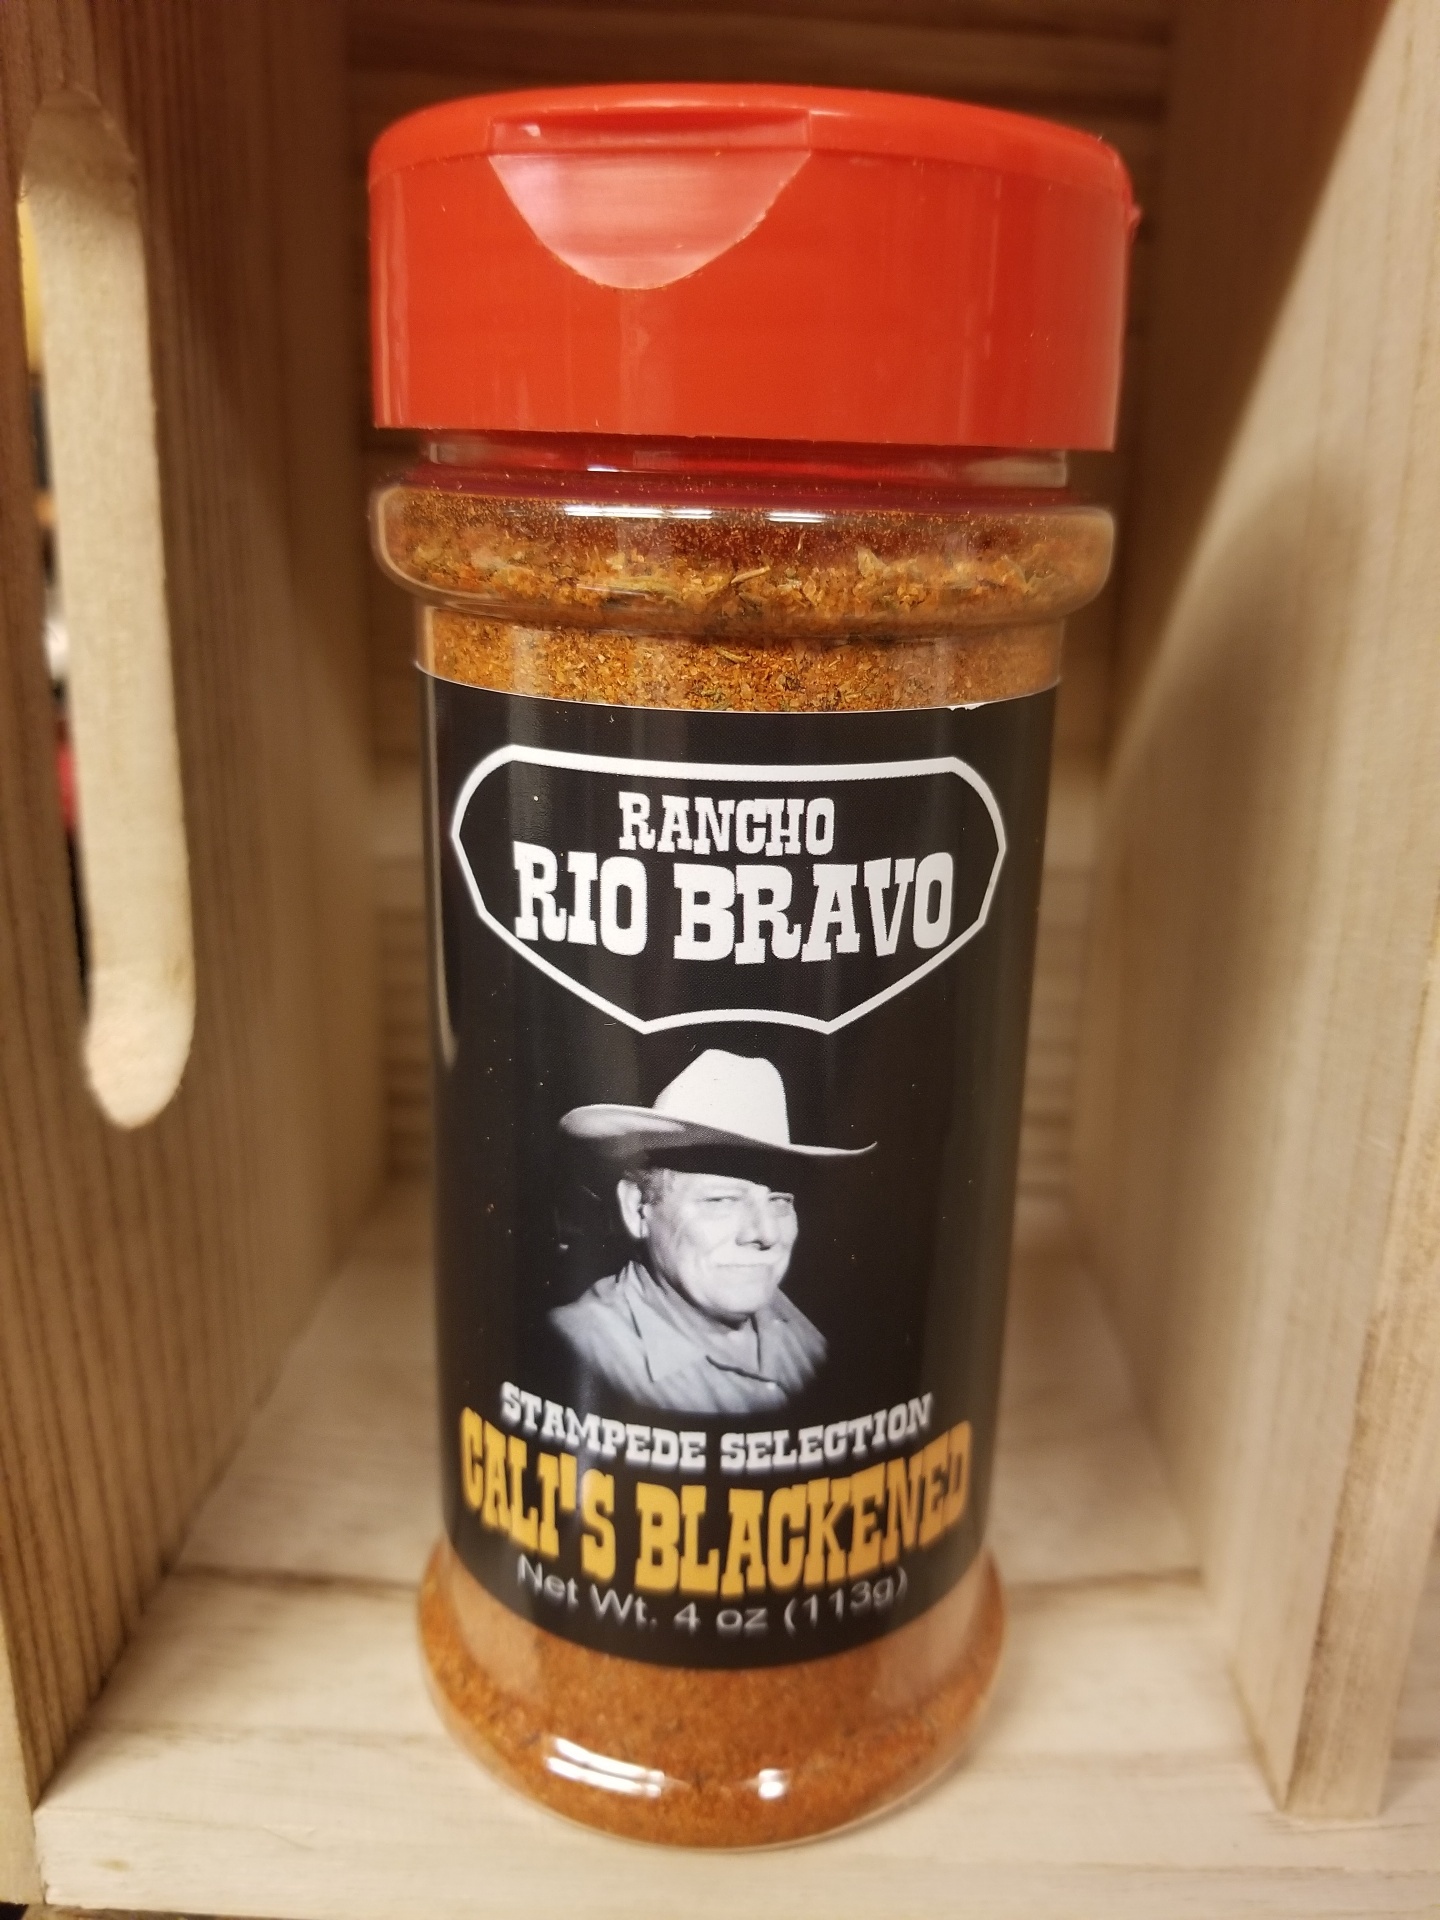 RANCHO
RIO BRAVO
STAMPEDE SELECTION
CALI'S BLACKENED
Net Wt. 4 oz (113g)